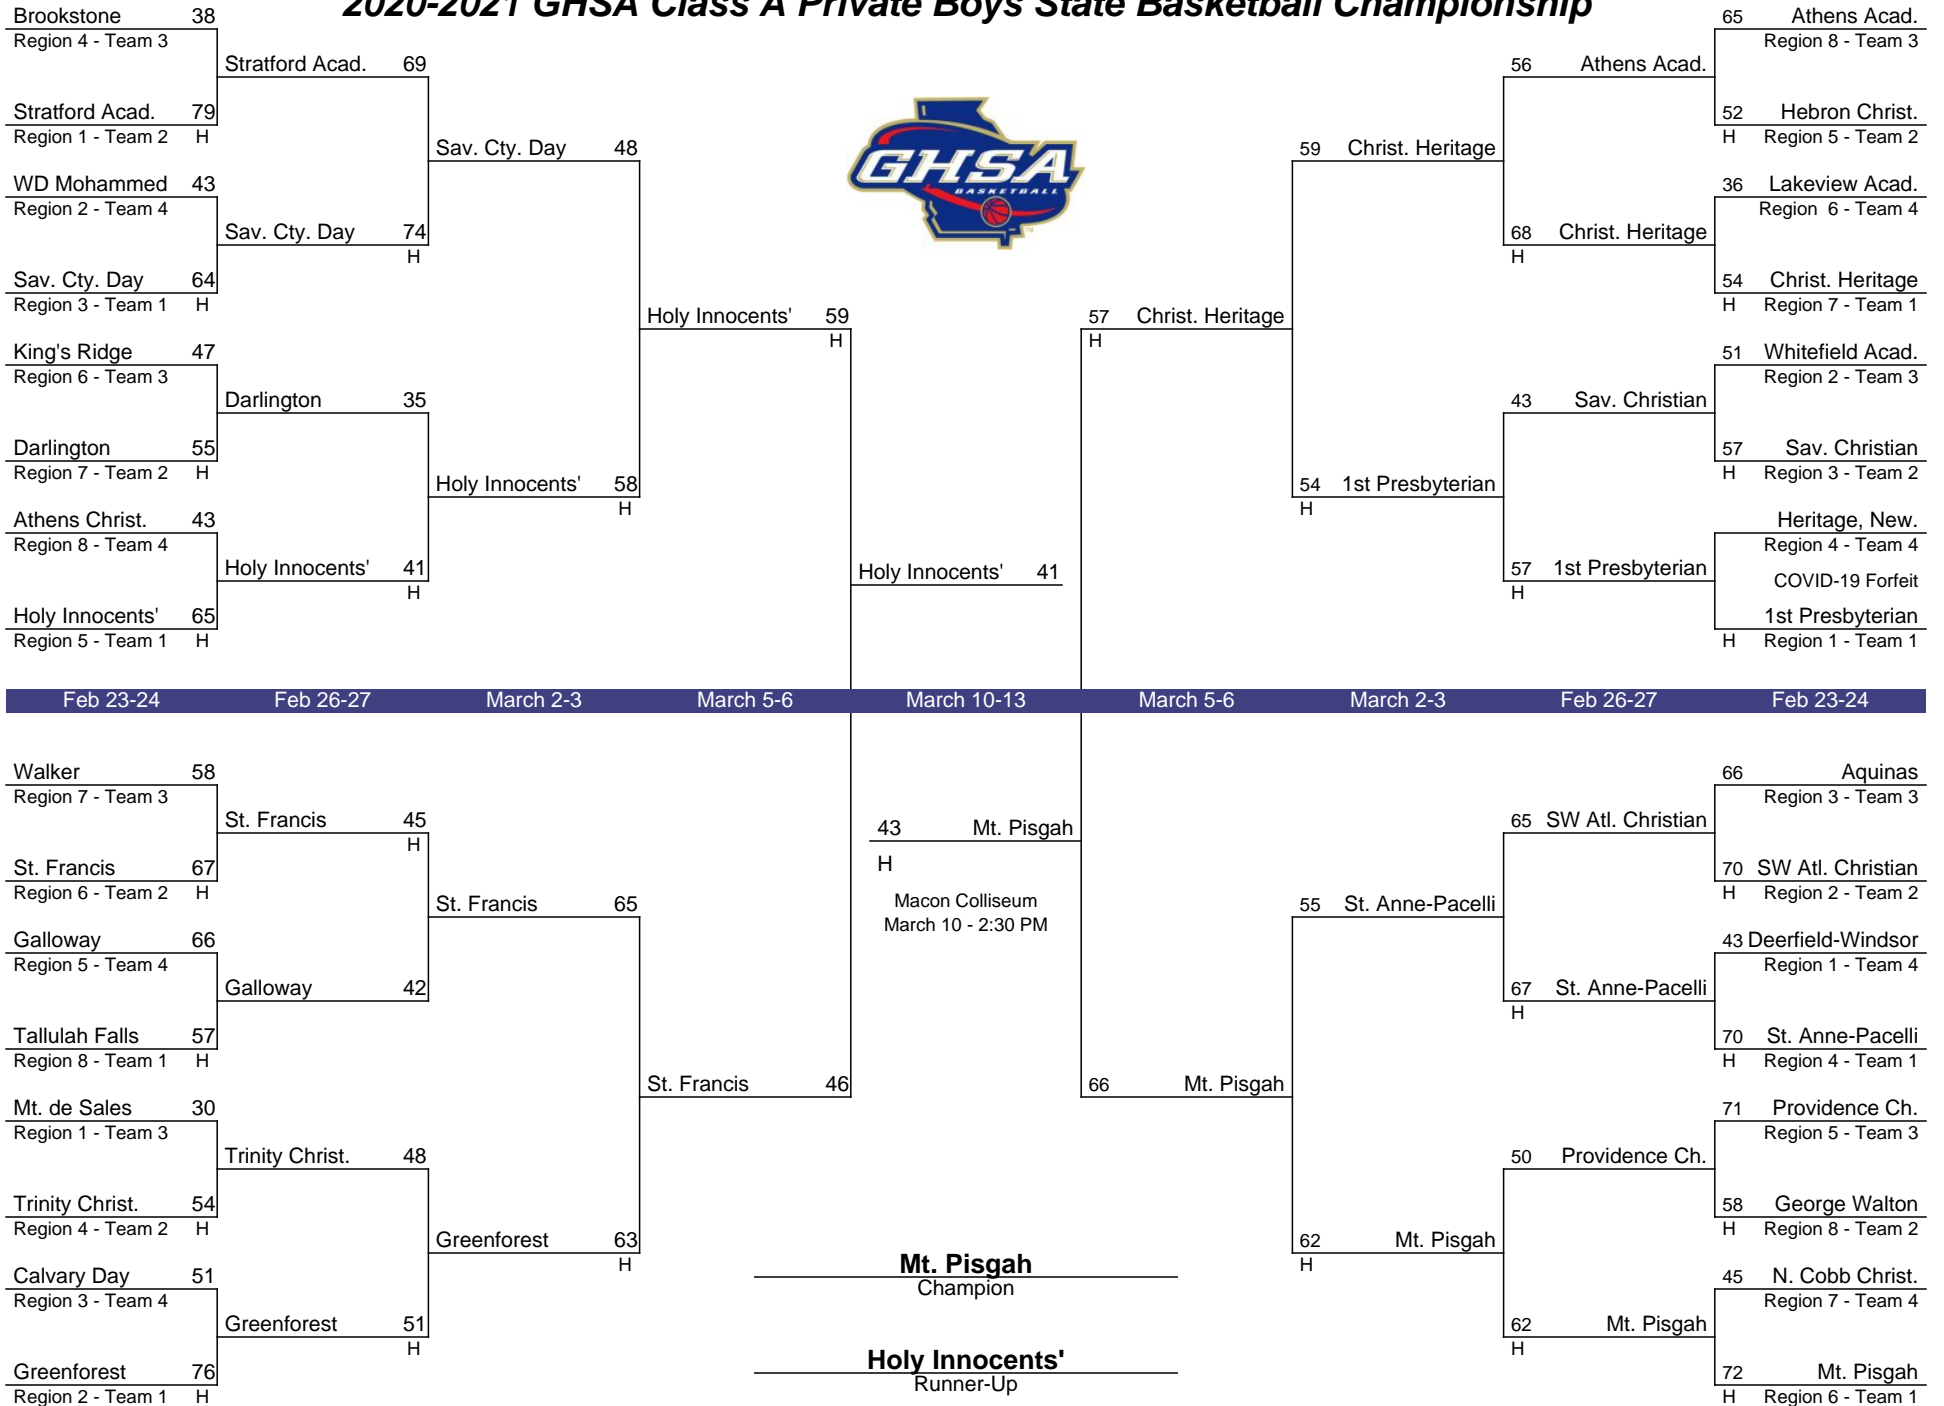 2020-2021 GHSA Class A Private Boys State Basketball Championship
Brookstone 38
Region 4 - Team 3
Stratford Acad. 79
Region 1 - Team 2 H
WD Mohammed 43
Region 2 - Team 4
Sav. Cty. Day 64
Region 3 - Team 1 H
King's Ridge 47
Region 6 - Team 3
Darlington 55
Region 7 - Team 2 H
Athens Christ. 43
Region 8 - Team 4
Holy Innocents' 65
Region 5 - Team 1 H
Stratford Acad. 69
Sav. Cty. Day 74
H
Darlington 35
Holy Innocents' 41
H
Sav. Cty. Day 48
Holy Innocents' 58
H
Holy Innocents' 59
H
GHSA
BASKETBALL
TM
Holy Innocents' 41
57 Christ. Heritage
H
59 Christ. Heritage
54 1st Presbyterian
H
56 Athens Acad.
68 Christ. Heritage
H
43 Sav. Christian
57 1st Presbyterian
H
65 Athens Acad.
Region 8 - Team 3
52 Hebron Christ.
H Region 5 - Team 2
36 Lakeview Acad.
Region  6 - Team 4
54 Christ. Heritage
H Region 7 - Team 1
51 Whitefield Acad.
Region 2 - Team 3
57 Sav. Christian
H Region 3 - Team 2
Heritage, New.
Region 4 - Team 4
COVID-19 Forfeit
1st Presbyterian
H Region 1 - Team 1
Feb 23-24 Feb 26-27 March 2-3 March 5-6 March 10-13 March 5-6 March 2-3 Feb 26-27 Feb 23-24
Walker 58
Region 7 - Team 3
St. Francis 67
Region 6 - Team 2 H
Galloway 66
Region 5 - Team 4
Tallulah Falls 57
Region 8 - Team 1 H
Mt. de Sales 30
Region 1 - Team 3
Trinity Christ. 54
Region 4 - Team 2 H
Calvary Day 51
Region 3 - Team 4
Greenforest 76
Region 2 - Team 1 H
St. Francis 45
H
Galloway 42
Trinity Christ. 48
Greenforest 51
H
St. Francis 65
Greenforest 63
H
St. Francis 46
43 Mt. Pisgah
H
Macon Colliseum
March 10 - 2:30 PM
Mt. Pisgah
Champion
Holy Innocents'
Runner-Up
66 Mt. Pisgah
55 St. Anne-Pacelli
62 Mt. Pisgah
H
65 SW Atl. Christian
67 St. Anne-Pacelli
H
50 Providence Ch.
62 Mt. Pisgah
H
66 Aquinas
Region 3 - Team 3
70 SW Atl. Christian
H Region 2 - Team 2
43 Deerfield-Windsor
Region 1 - Team 4
70 St. Anne-Pacelli
H Region 4 - Team 1
71 Providence Ch.
Region 5 - Team 3
58 George Walton
H Region 8 - Team 2
45 N. Cobb Christ.
Region 7 - Team 4
72 Mt. Pisgah
H Region 6 - Team 1